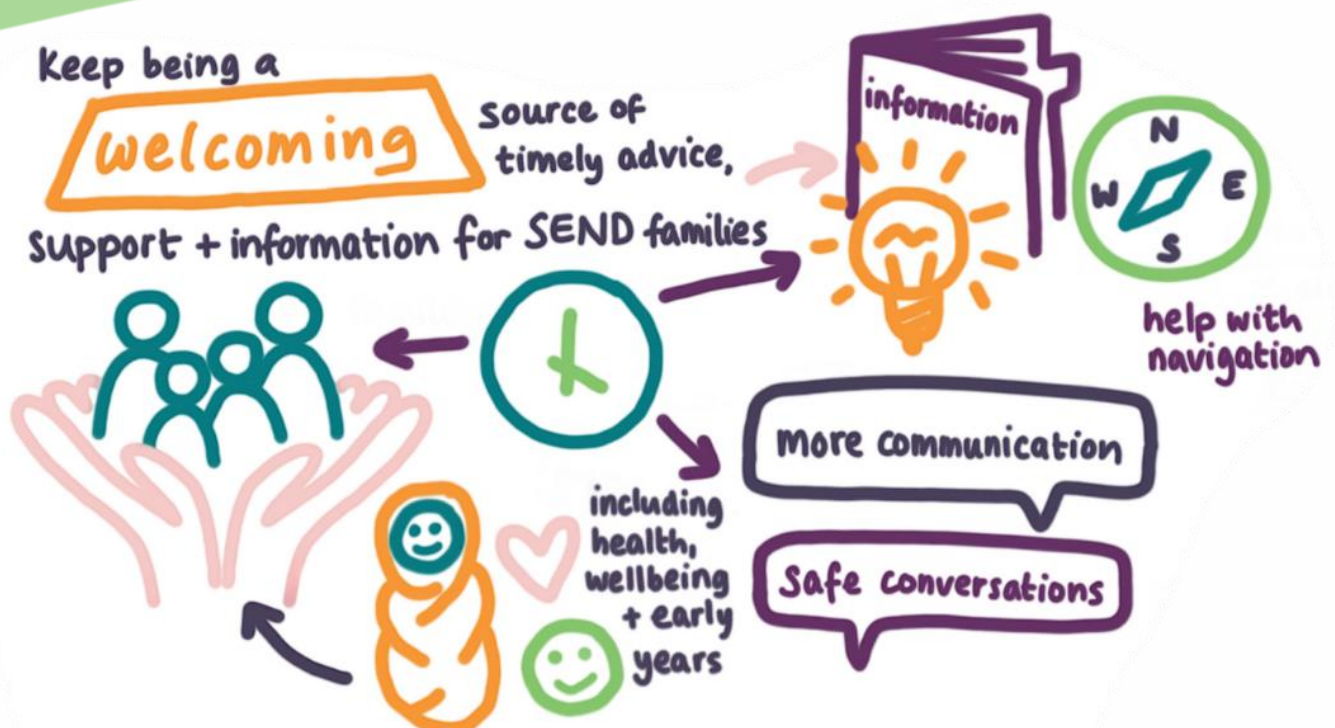 Keep being a
welcoming
source of
timely advice,
support + information for SEND families
information
N
W E
S
help with
navigation
More communication
including
health,
wellbeing
+ early
years
Safe conversations